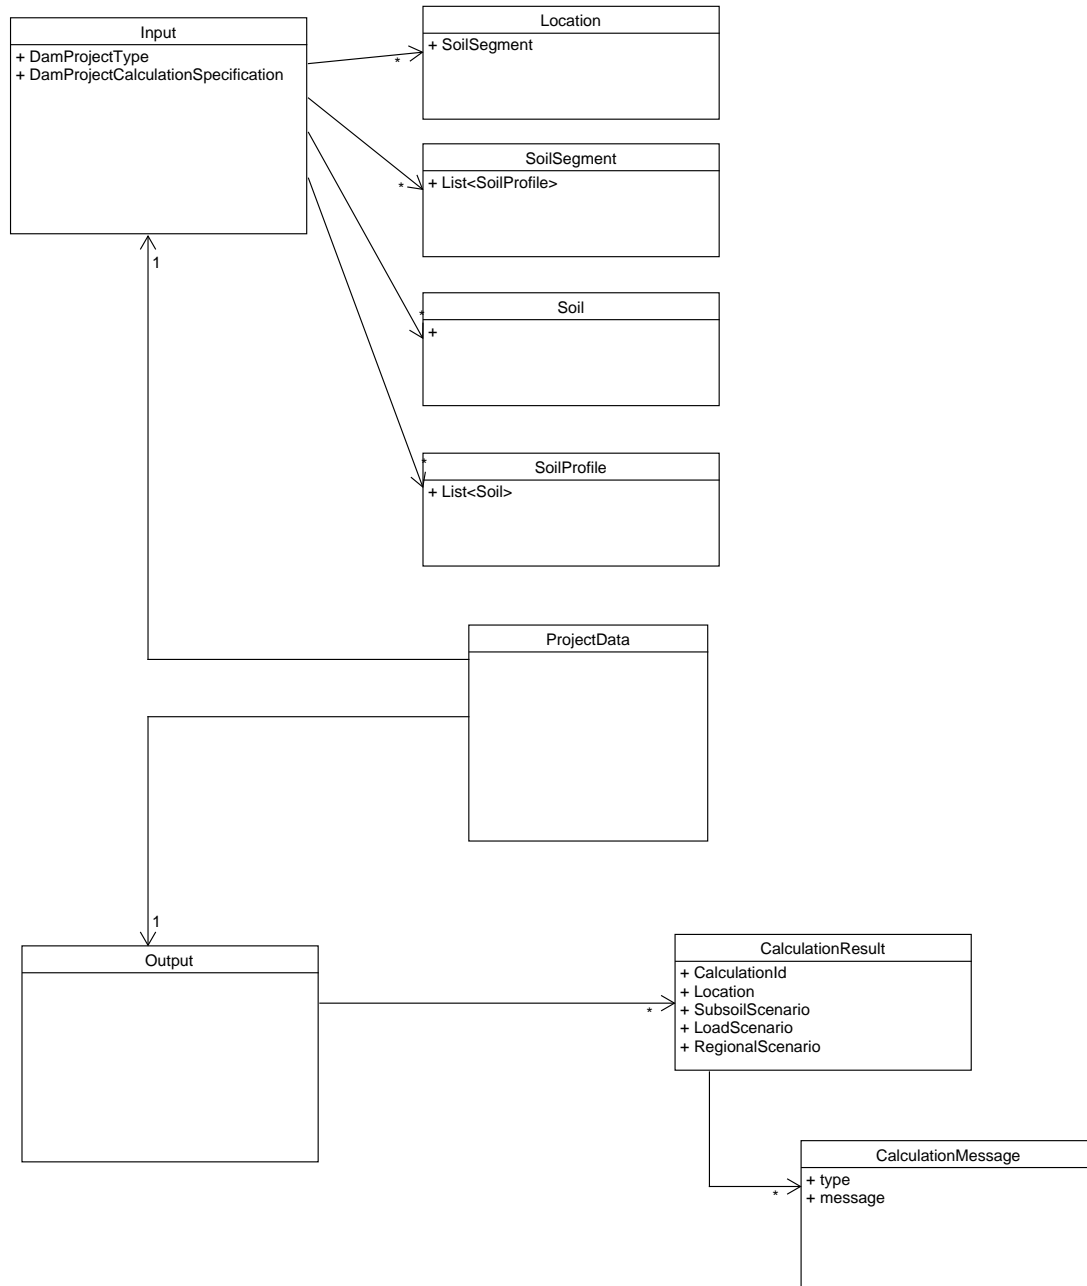 Input
+ DamProjectType
+ DamProjectCalculationSpecification
Location
+ SoilSegment
*
SoilSegment
+ List<SoilProfile>
*
Soil
+
*
SoilProfile
+ List<Soil>
*
1
ProjectData
1
Output
CalculationResult
+ CalculationId
+ Location
+ SubsoilScenario
+ LoadScenario
+ RegionalScenario
*
CalculationMessage
+ type
+ message
*